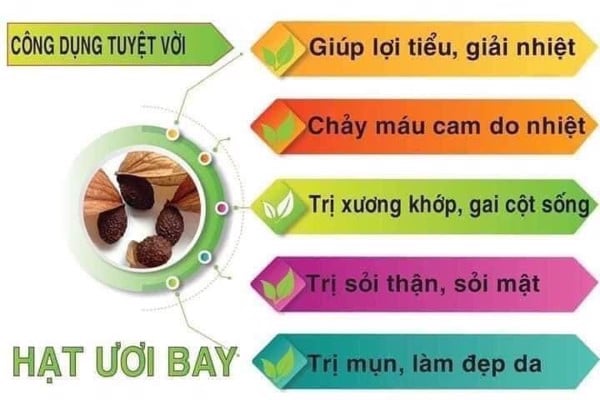 CÔNG DỤNG TUYỆT VỜI
Giúp lợi tiểu, giải nhiệt
Chảy máu cam do nhiệt
Trị xương khớp, gai cột sống
Trị sỏi thận, sỏi mật
Trị mụn, làm đẹp da
HẠT ƯƠI BAY